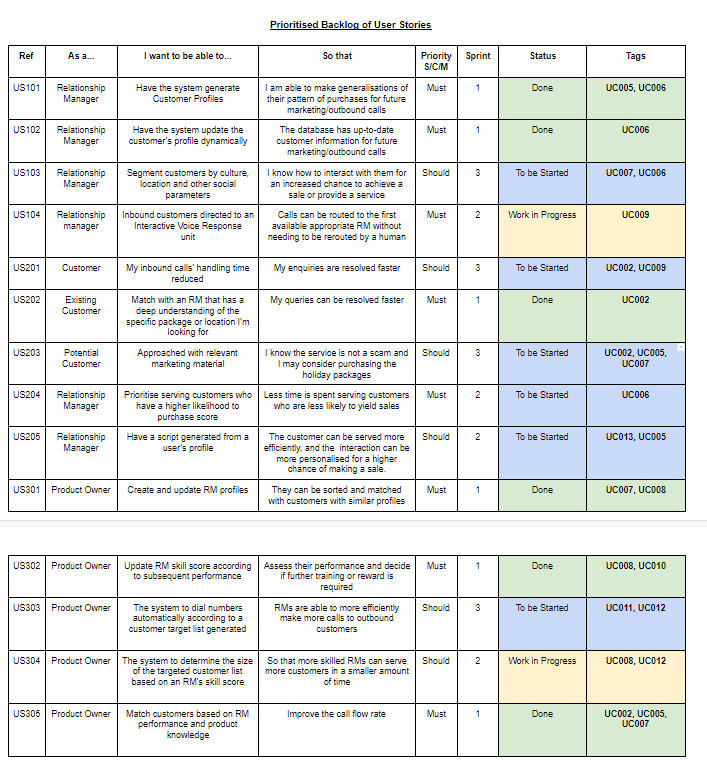 Prioritised Backlog of User Stories
Ref As a... I want to be able to... So that Priority S/C/M Sprint Status Tags
US101 Relationship Manager Have the system generate Customer Profiles I am able to make generalisations of their pattern of purchases for future marketing/outbound calls Must 1 Done UC005, UC006
US102 Relationship Manager Have the system update the customer's profile dynamically The database has up-to-date customer information for future marketing/outbound calls Must 1 Done UC006
US103 Relationship Manager Segment customers by culture, location and other social parameters I know how to interact with them for an increased chance to achieve a sale or provide a service Should 3 To be Started UC007, UC006
US104 Relationship manager Inbound customers directed to an Interactive Voice Response unit Calls can be routed to the first available appropriate RM without needing to be rerouted by a human Must 2 Work in Progress UC009
US201 Customer My inbound calls' handling time reduced My enquiries are resolved faster Should 3 To be Started UC002, UC009
US202 Existing Customer Match with an RM that has a deep understanding of the specific package or location I'm looking for My queries can be resolved faster Must 1 Done UC002
US203 Potential Customer Approached with relevant marketing material I know the service is not a scam and I may consider purchasing the holiday packages Should 3 To be Started UC002, UC005, UC007
US204 Relationship Manager Prioritise serving customers who have a higher likelihood to purchase score Less time is spent serving customers who are less likely to yield sales Must 2 To be Started UC006
US205 Relationship Manager Have a script generated from a user's profile The customer can be served more efficiently, and the interaction can be more personalised for a higher chance of making a sale. Should 2 To be Started UC013, UC005
US301 Product Owner Create and update RM profiles They can be sorted and matched with customers with similar profiles Must 1 Done UC007, UC008
US302 Product Owner Update RM skill score according to subsequent performance Assess their performance and decide if further training or reward is required Must 1 Done UC008, UC010
US303 Product Owner The system to dial numbers automatically according to a customer target list generated RMs are able to more efficiently make more calls to outbound customers Should 3 To be Started UC011, UC012
US304 Product Owner The system to determine the size of the targeted customer list based on an RM's skill score So that more skilled RMs can serve more customers in a smaller amount of time Should 2 Work in Progress UC008, UC012
US305 Product Owner Match customers based on RM performance and product knowledge Improve the call flow rate Must 1 Done UC002, UC005, UC007